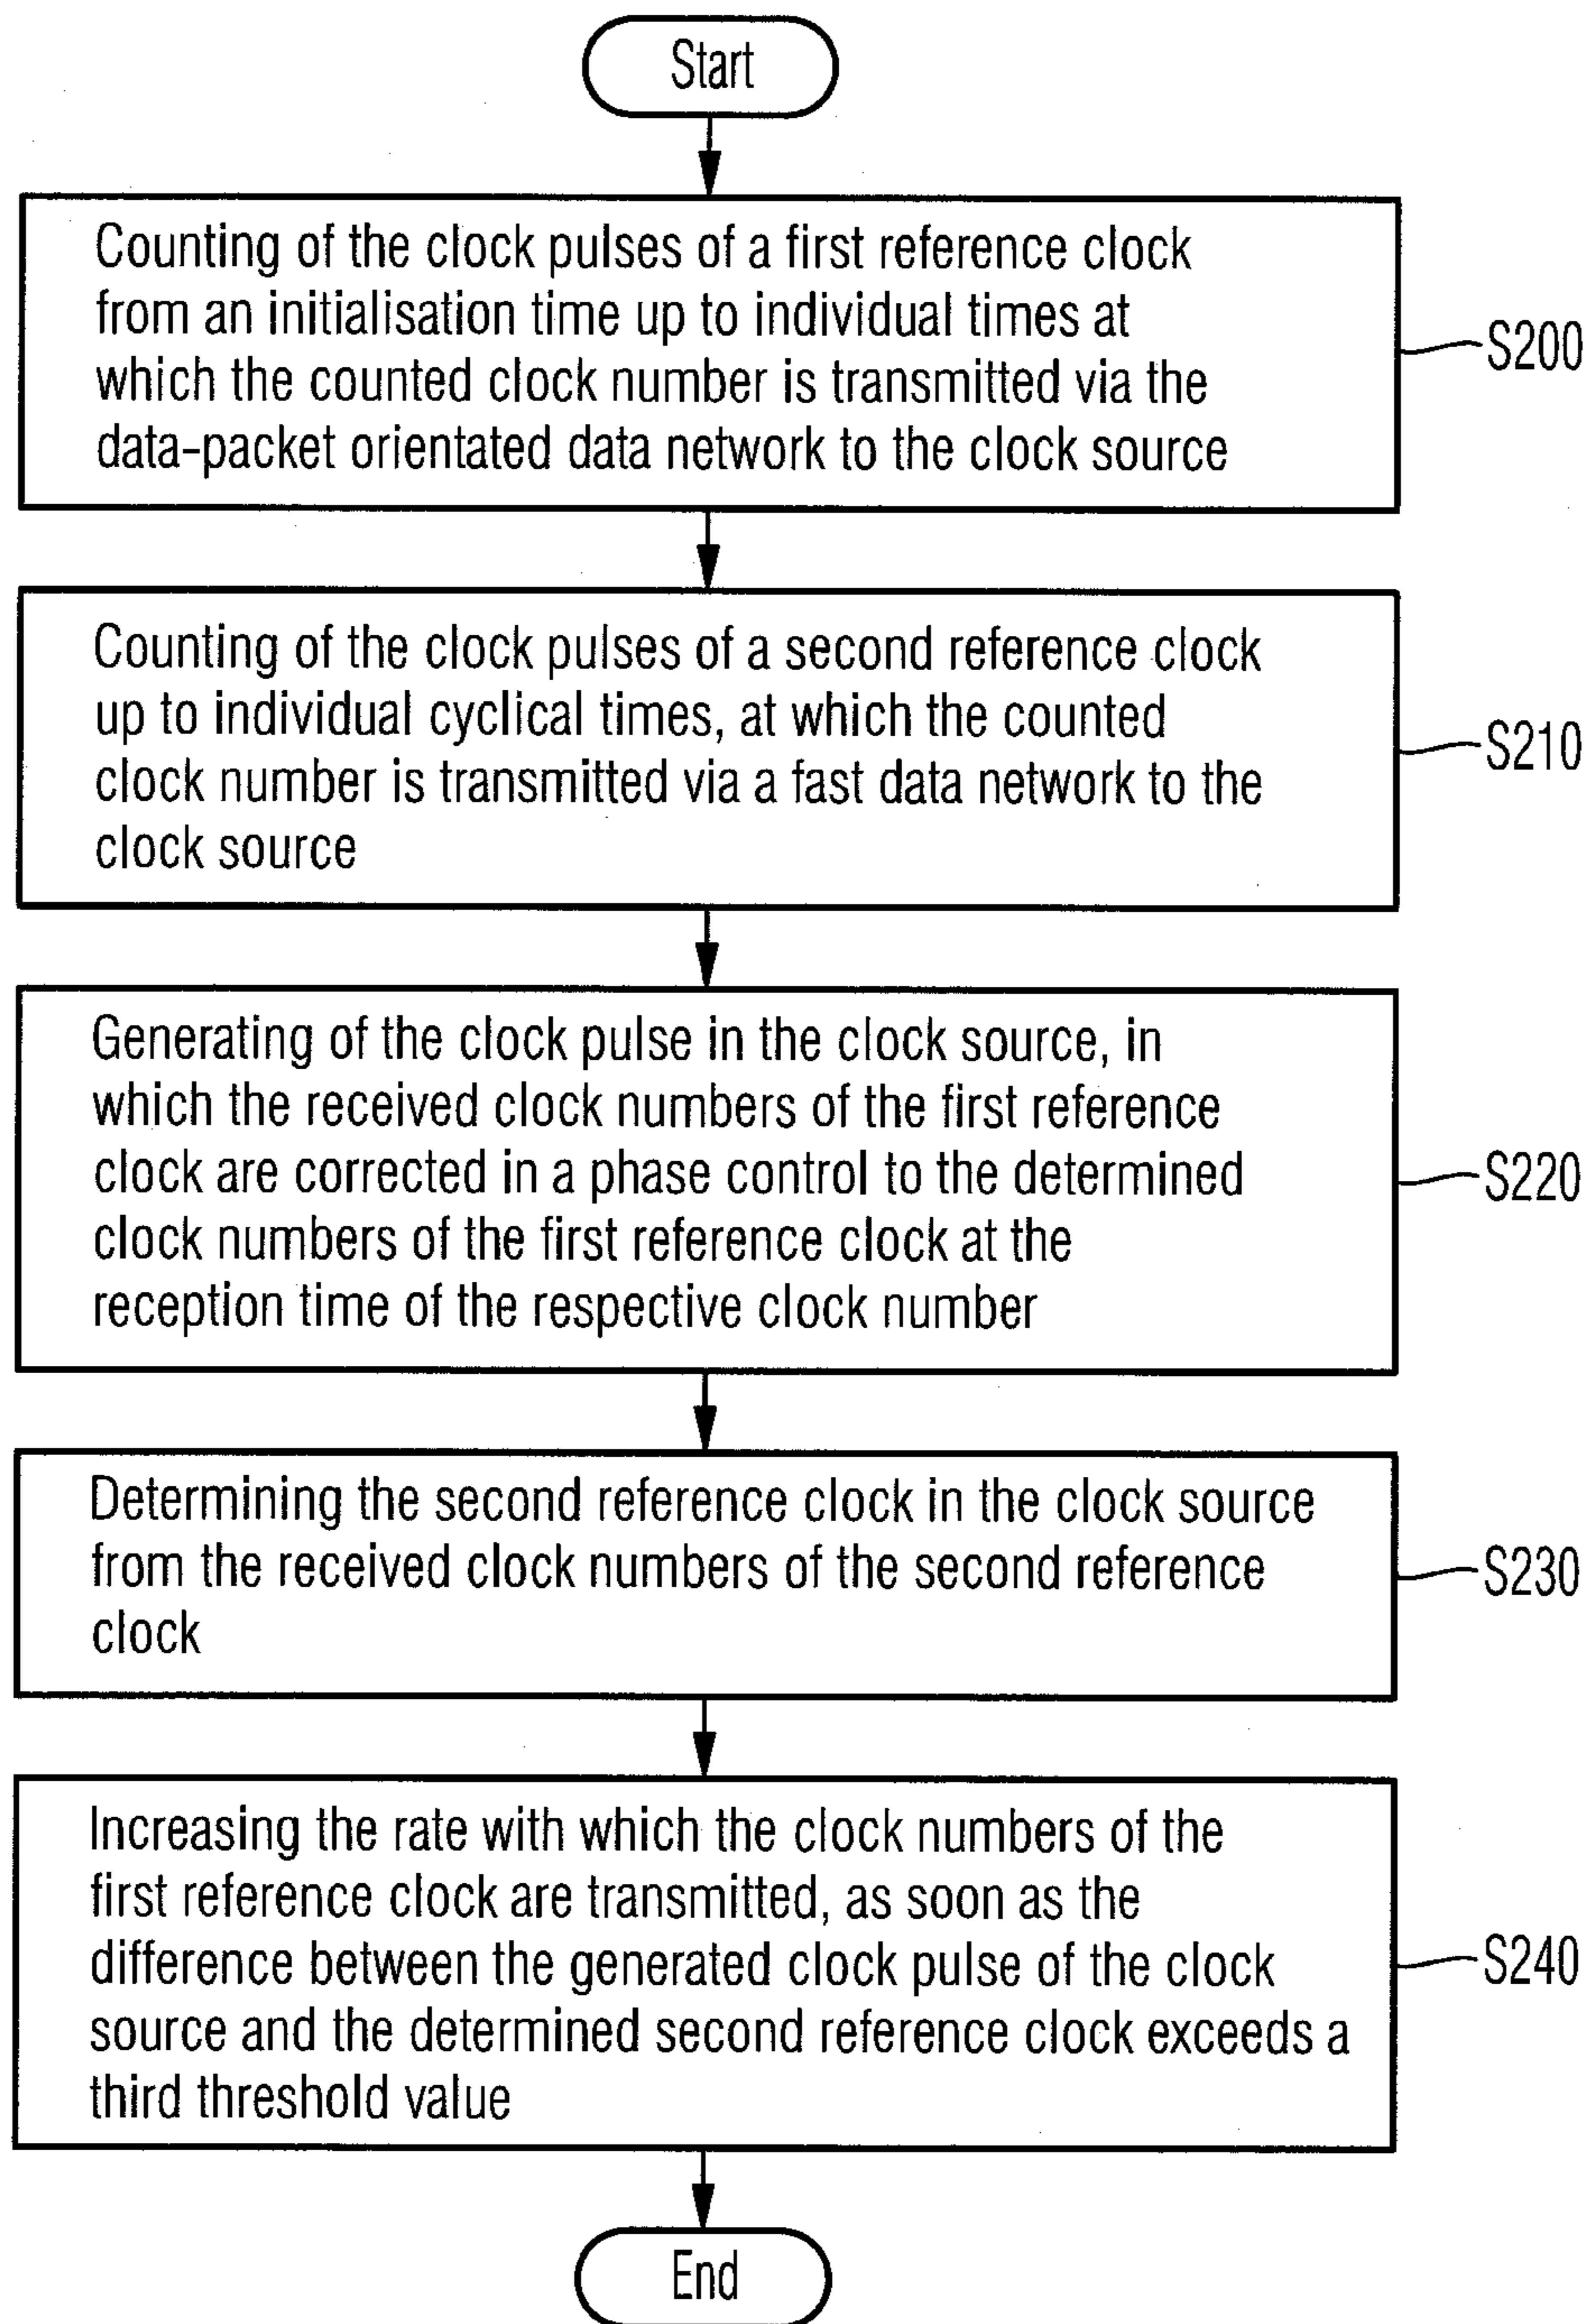 Start
Counting of the clock pulses of a first reference clock
from an initialisation time up to individual times at
which the counted clock number is transmitted via the
data-packet orientated data network to the clock source
S200
Counting of the clock pulses of a second reference clock
up to individual cyclical times, at which the counted
clock number is transmitted via a fast data network to the
clock source
S210
Generating of the clock pulse in the clock source, in
which the received clock numbers of the first reference
clock are corrected in a phase control to the determined
clock numbers of the first reference clock at the
reception time of the respective clock number
S220
Determining the second reference clock in the clock source
from the received clock numbers of the second reference
clock
S230
Increasing the rate with which the clock numbers of the
first reference clock are transmitted, as soon as the
difference between the generated clock pulse of the clock
source and the determined second reference clock exceeds a
third threshold value
S240
End